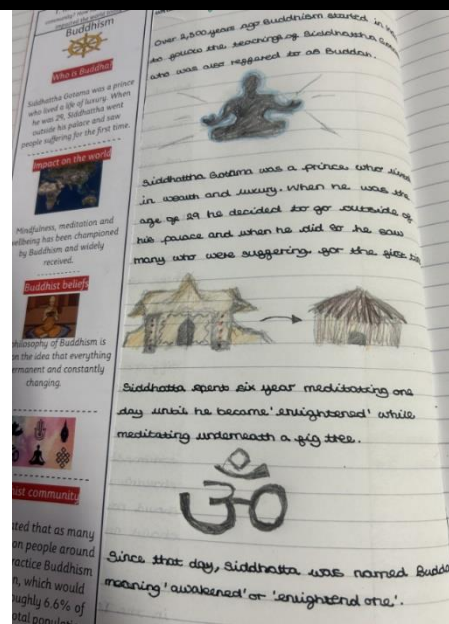 Buddhism
Who is Buddha?
Siddhattha Gotama was a prince
who lived a life of luxury. When
he was 29, Siddhattha went
outside his palace and saw
people suffering for the first time.
Impact on the world
Mindfulness, meditation and
wellbeing has been championed
by Buddhism and widely
received.
Buddhist beliefs
philosophy of Buddhism is
on the idea that everything
ermanent and constantly
changing.
ist community
ated that as many
on people around
ractice Buddhism
n, which would
oughly 6.6% of
Over 2,500 years ago Buddhism started in
to follow the teachings of Siddhattha
who was also reffered to as Buddah.
Siddhattha Gotama was a prince who lived
in wealth and luxury. When he was the
age of 29 he decided to go outside of
his palace and when he did so he saw
many who were suffering for the first
Siddhatta spent six year meditating one
day until he became 'enlightened' while
meditating underneath a fig tree.
ॐ
Since that day, Siddhatta was named
meaning 'awakened' or 'enlightend one'.